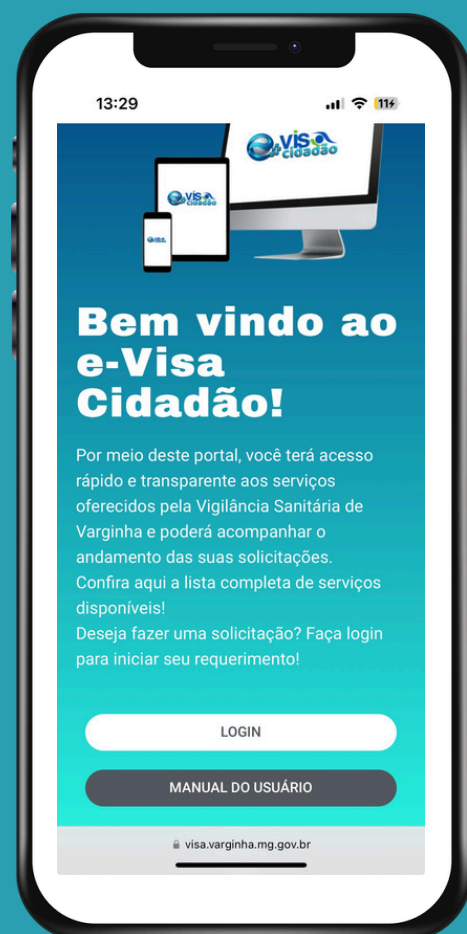 13:29
11
visa
cidadão
visa
cidadão
Bem vindo ao
e-Visa
Cidadão!
Por meio deste portal, você terá acesso
rápido e transparente aos serviços
oferecidos pela Vigilância Sanitária de
Varginha e poderá acompanhar o
andamento das suas solicitações.
Confira aqui a lista completa de serviços
disponíveis!
Deseja fazer uma solicitação? Faça login
para iniciar seu requerimento!
LOGIN
MANUAL DO USUÁRIO
visa.varginha.mg.gov.br